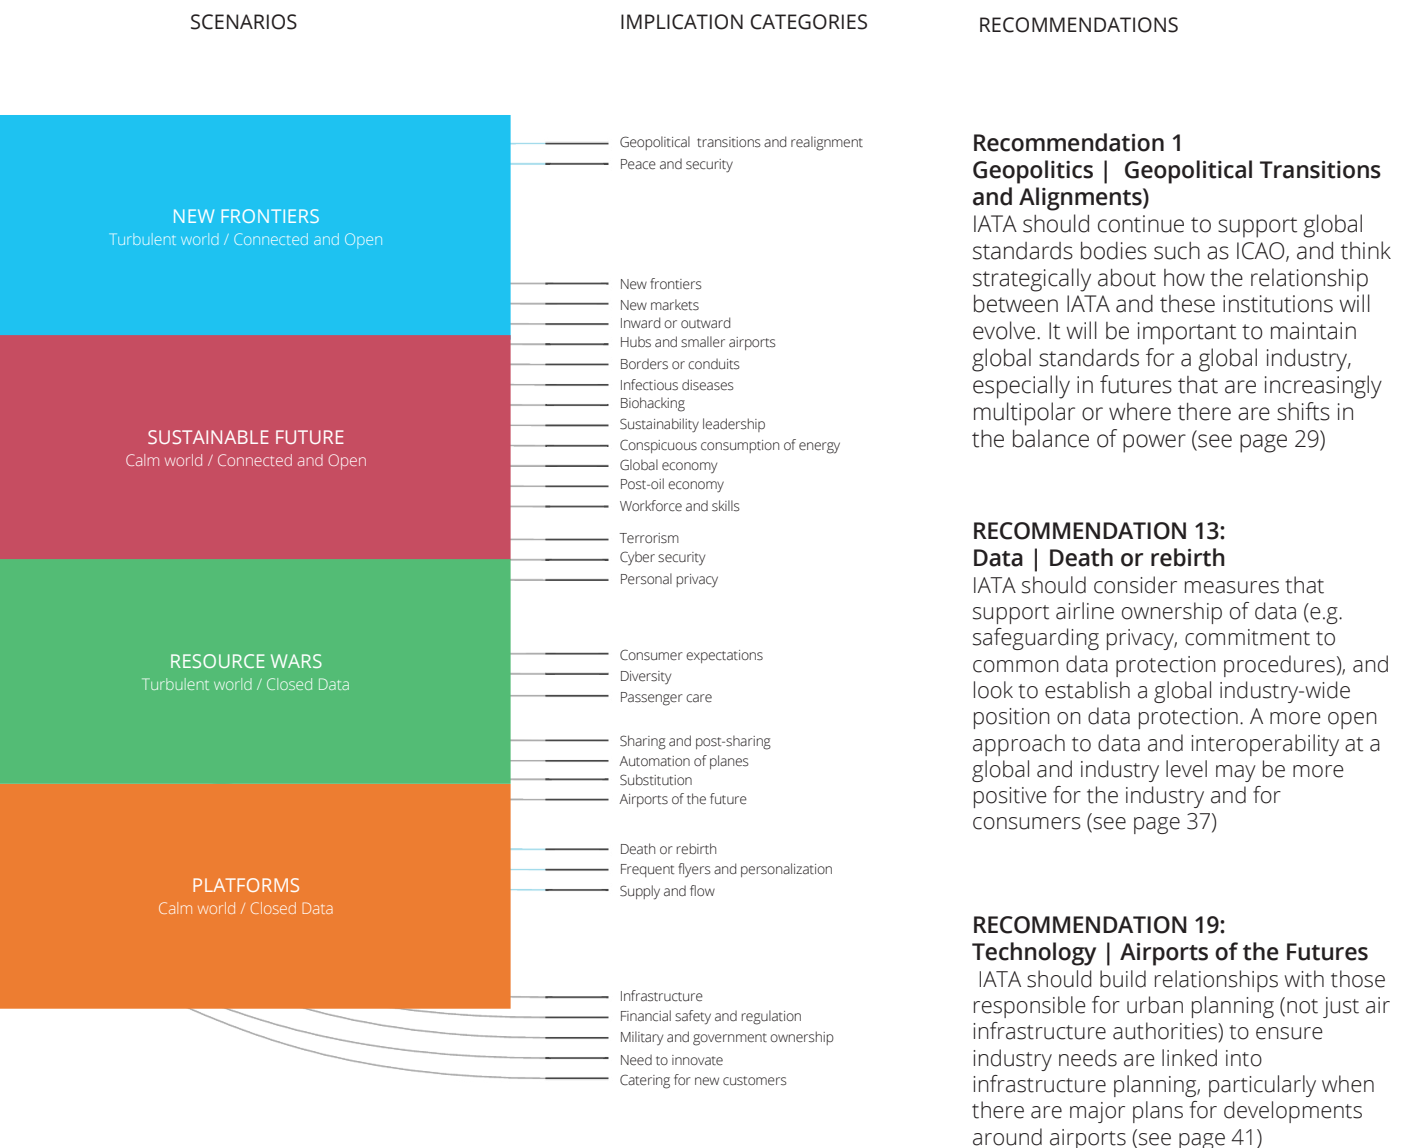 SCENARIOS
IMPLICATION CATEGORIES
RECOMMENDATIONS
NEW FRONTIERS
Turbulent world / Connected and Open
SUSTAINABLE FUTURE
Calm world / Connected and Open
RESOURCE WARS
Turbulent world / Closed Data
PLATFORMS
Calm world / Closed Data
Geopolitical transitions and realignment
Peace and security
New frontiers
New markets
Inward or outward
Hubs and smaller airports
Borders or conduits
Infectious diseases
Biohacking
Sustainability leadership
Conspicuous consumption of energy
Global economy
Post-oil economy
Workforce and skills
Terrorism
Cyber security
Personal privacy
Consumer expectations
Diversity
Passenger care
Sharing and post-sharing
Automation of planes
Substitution
Airports of the future
Death or rebirth
Frequent flyers and personalization
Supply and flow
Infrastructure
Financial safety and regulation
Military and government ownership
Need to innovate
Catering for new customers
Recommendation 1
Geopolitics | Geopolitical Transitions
and Alignments)
IATA should continue to support global
standards bodies such as ICAO, and think
strategically about how the relationship
between IATA and these institutions will
evolve. It will be important to maintain
global standards for a global industry,
especially in futures that are increasingly
multipolar or where there are shifts in
the balance of power (see page 29)
RECOMMENDATION 13:
Data | Death or rebirth
IATA should consider measures that
support airline ownership of data (e.g.
safeguarding privacy, commitment to
common data protection procedures), and
look to establish a global industry-wide
position on data protection. A more open
approach to data and interoperability at a
global and industry level may be more
positive for the industry and for
consumers (see page 37)
RECOMMENDATION 19:
Technology | Airports of the Futures
IATA should build relationships with those
responsible for urban planning (not just air
infrastructure authorities) to ensure
industry needs are linked into
infrastructure planning, particularly when
there are major plans for developments
around airports (see page 41)